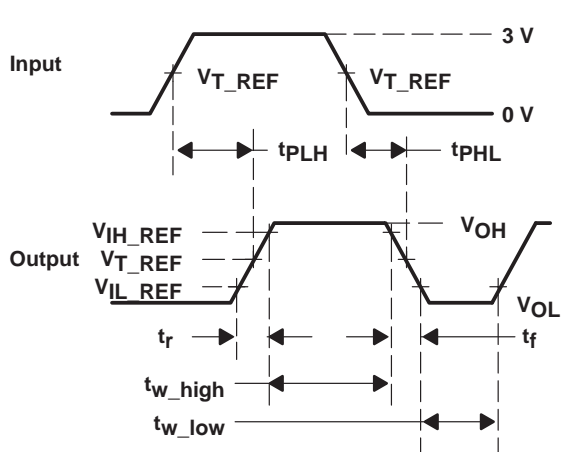 3 V
Input
VT_REF VT_REF
0 V
tPLH tPHL
VIH_REF VOH
Output VT_REF
VIL_REF
VOL
tr tf
tw_high
tw_low